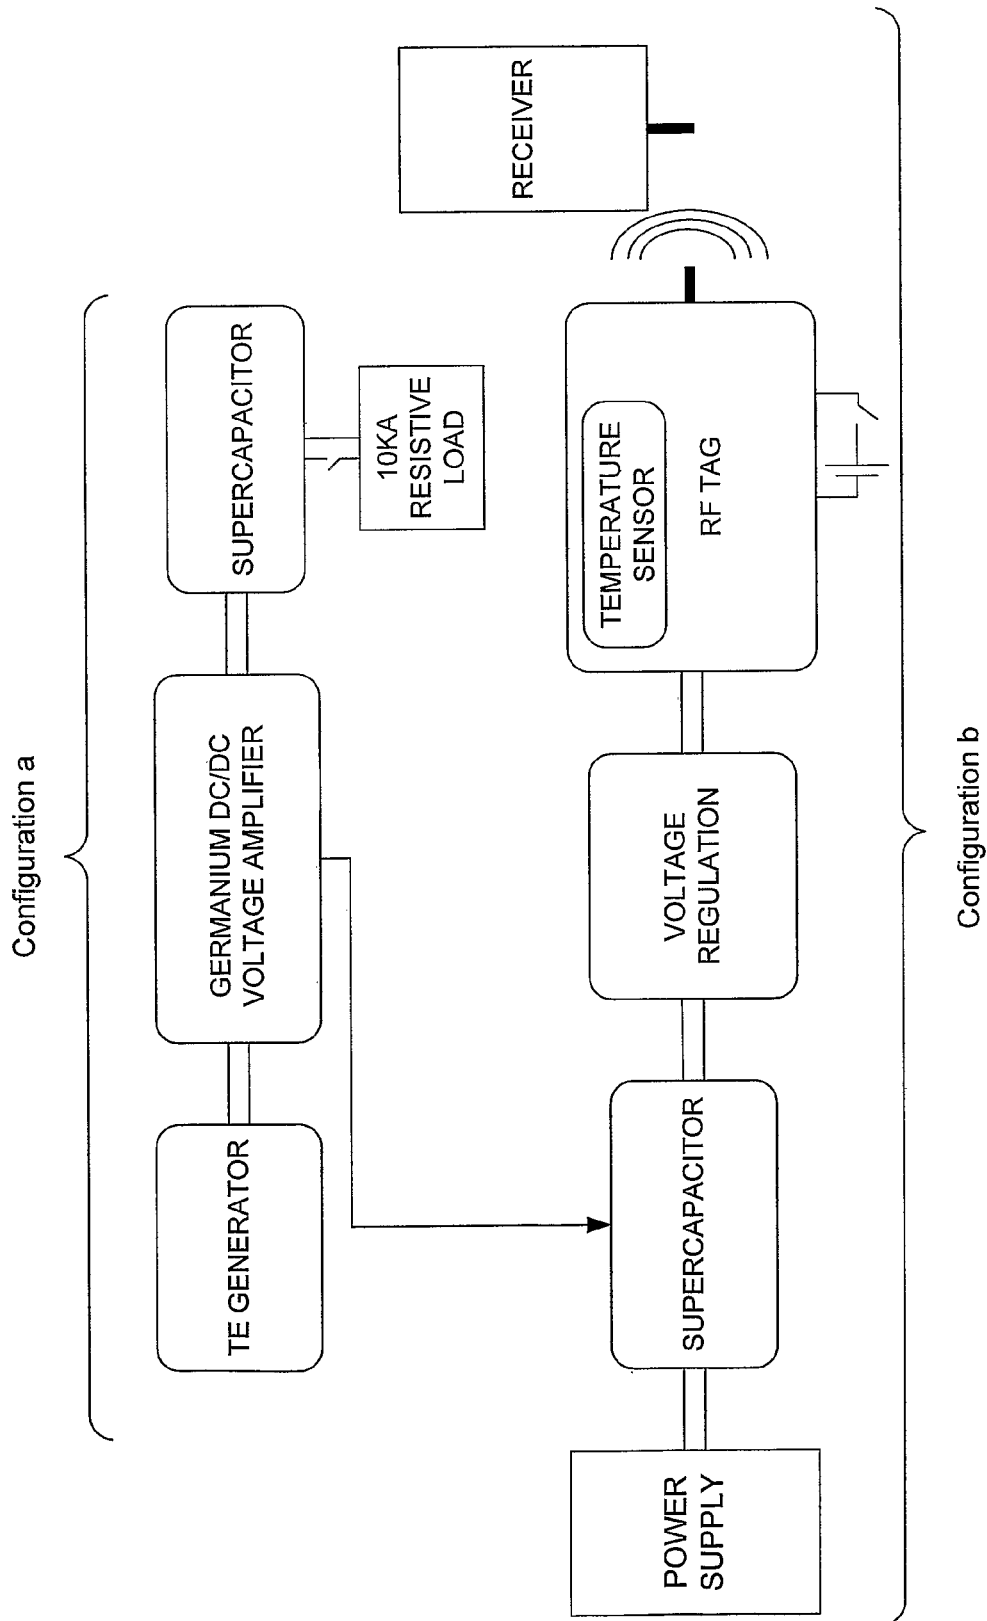 Configuration a
TE GENERATOR
GERMANIUM DC/DC
VOLTAGE AMPLIFIER
SUPERCAPACITOR
10KA
RESISTIVE
LOAD
POWER
SUPPLY
SUPERCAPACITOR
VOLTAGE
REGULATION
TEMPERATURE
SENSOR
RF TAG
RECEIVER
Configuration b